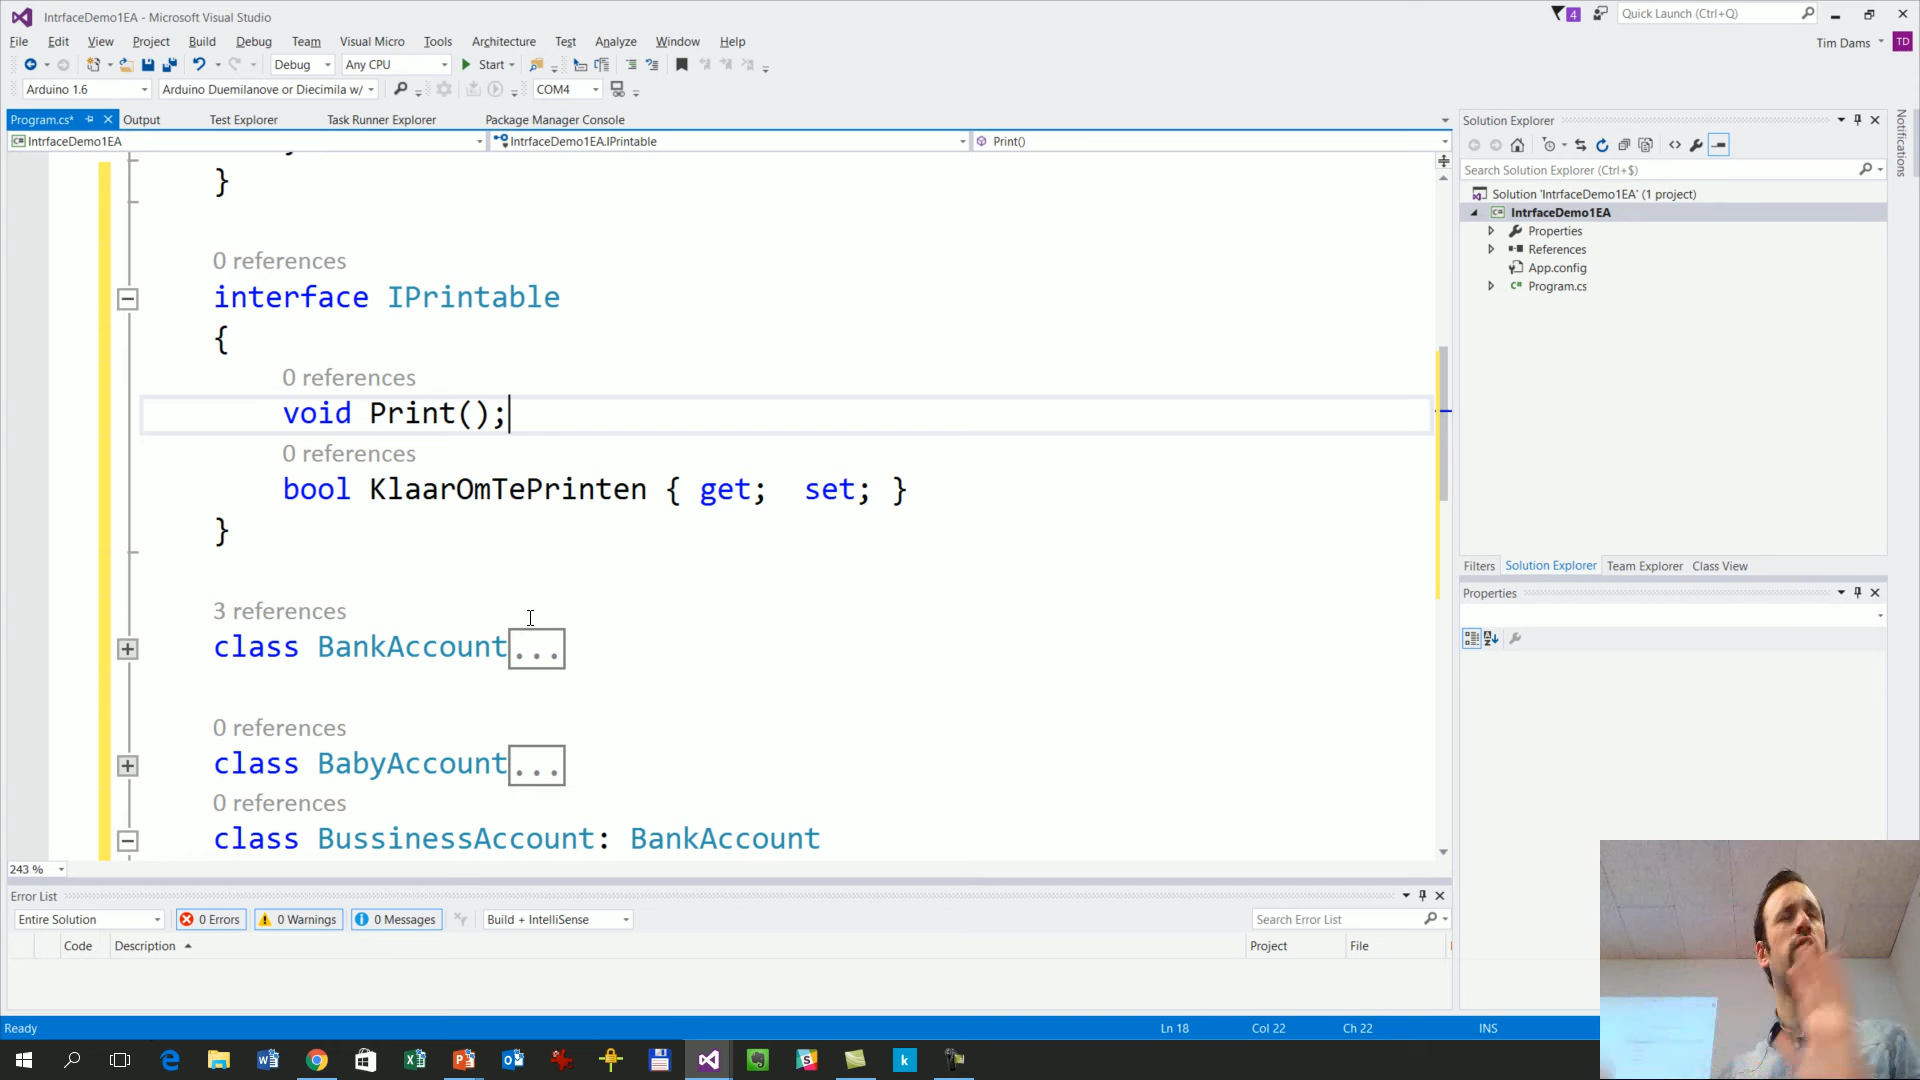 IntrfaceDemo1EA - Microsoft Visual Studio
4
Quick Launch (Ctrl+Q)
File Edit View Project Build Debug Team Visual Micro Tools Architecture Test Analyze Window Help
Tim Dams
TD
Debug Any CPU Start
Arduino 1.6 Arduino Duemilanove or Diecimila w/ COM4
Program.cs* Output Test Explorer Task Runner Explorer Package Manager Console
IntrfaceDemo1EA IntrfaceDemo1EA.IPrintable Print()
}
0 references
interface IPrintable
{
0 references
void Print();
0 references
bool KlaarOmTePrinten { get;  set; }
}
3 references
class BankAccount...
0 references
class BabyAccount...
0 references
class BussinessAccount: BankAccount
243 %
Solution Explorer
Search Solution Explorer (Ctrl+$)
Solution 'IntrfaceDemo1EA' (1 project)
IntrfaceDemo1EA
Properties
References
App.config
C# Program.cs
Filters Solution Explorer Team Explorer Class View
Properties
Notifications
Error List
Entire Solution 0 Errors 0 Warnings 0 Messages Build + IntelliSense Search Error List
Code Description Project File
Ready Ln 18 Col 22 Ch 22 INS